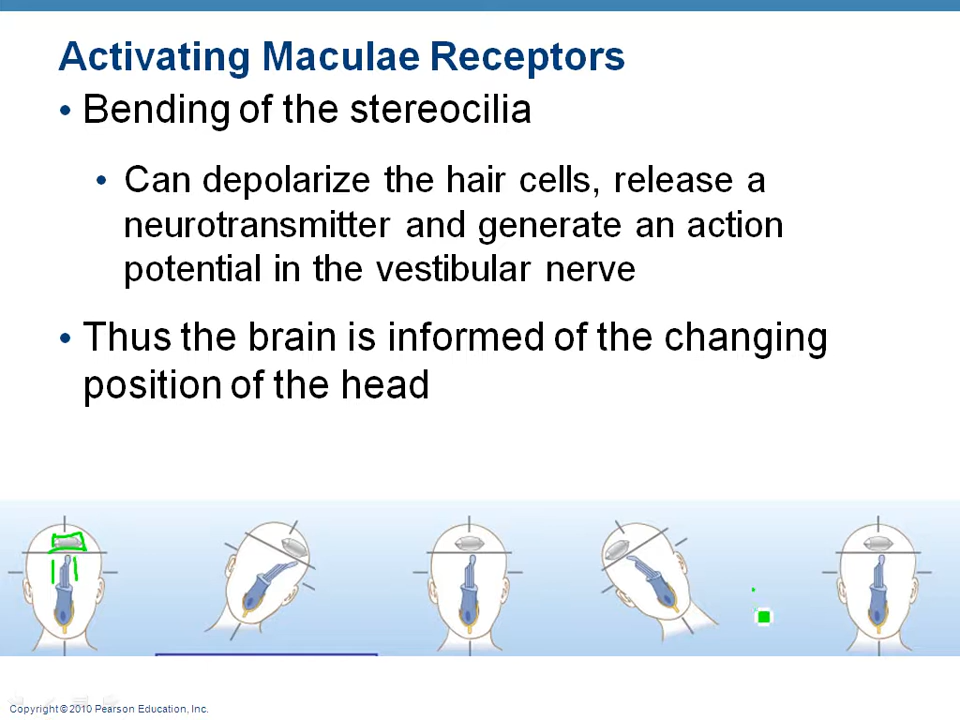 Activating Maculae Receptors
• Bending of the stereocilia
• Can depolarize the hair cells, release a
neurotransmitter and generate an action
potential in the vestibular nerve
• Thus the brain is informed of the changing
position of the head
Copyright © 2010 Pearson Education, Inc.